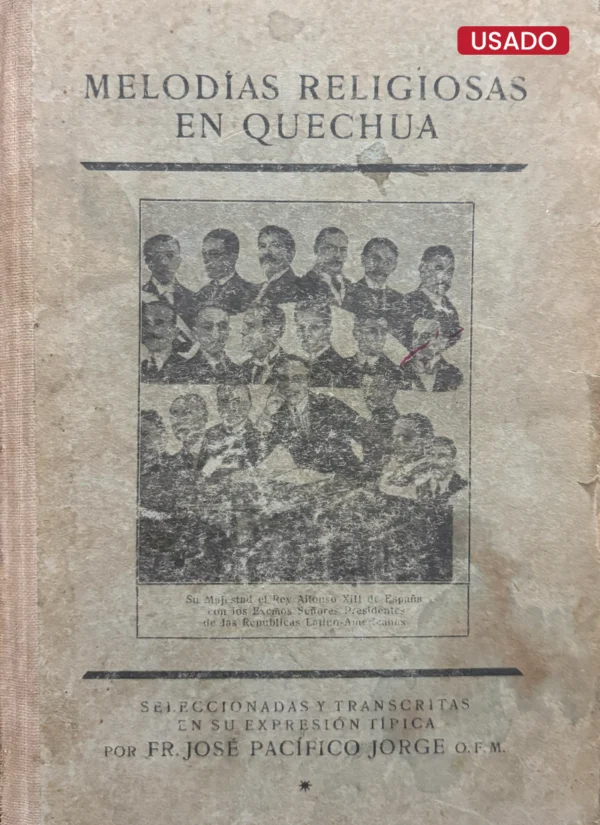 USADO
MELODÍAS RELIGIOSAS
EN QUECHUA
Su Majestad el Rey Alfonso XIII de España
con los Excmos Señores Presidentes
de las Republicas Latino-Americanas
SELECCIONADAS Y TRANSCRITAS
EN SU EXPRESIÓN TÍPICA
POR FR. JOSÉ PACÍFICO JORGE O.F.M.